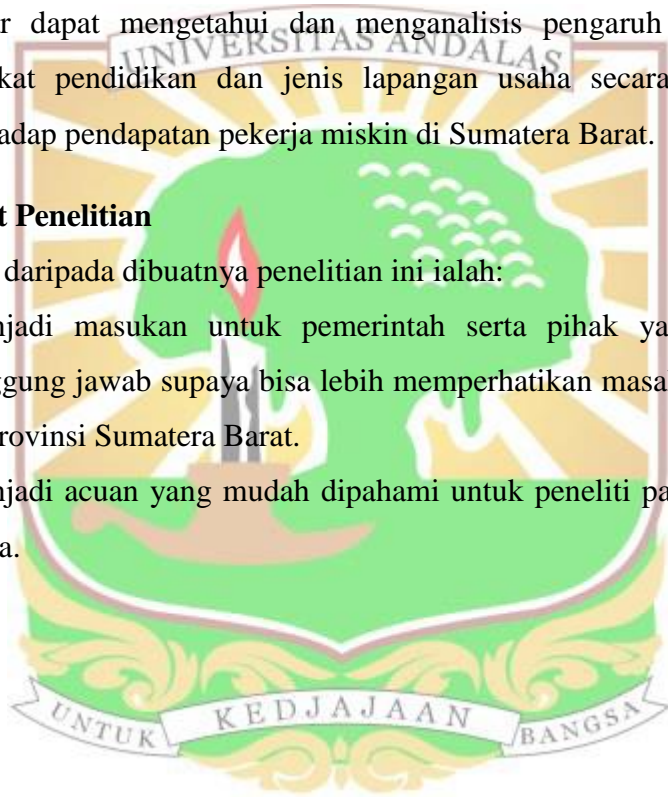 r dapat mengetahui dan menganalisis pengaruh
UNIVERSITAS ANDALAS
kat pendidikan dan jenis lapangan usaha secara
adap pendapatan pekerja miskin di Sumatera Barat.
t Penelitian
daripada dibuatnya penelitian ini ialah:
njadi masukan untuk pemerintah serta pihak ya
ggung jawab supaya bisa lebih memperhatikan masa
rovinsi Sumatera Barat.
njadi acuan yang mudah dipahami untuk peneliti pa
a.
UNTUK KEDJAJAAN BANGSA